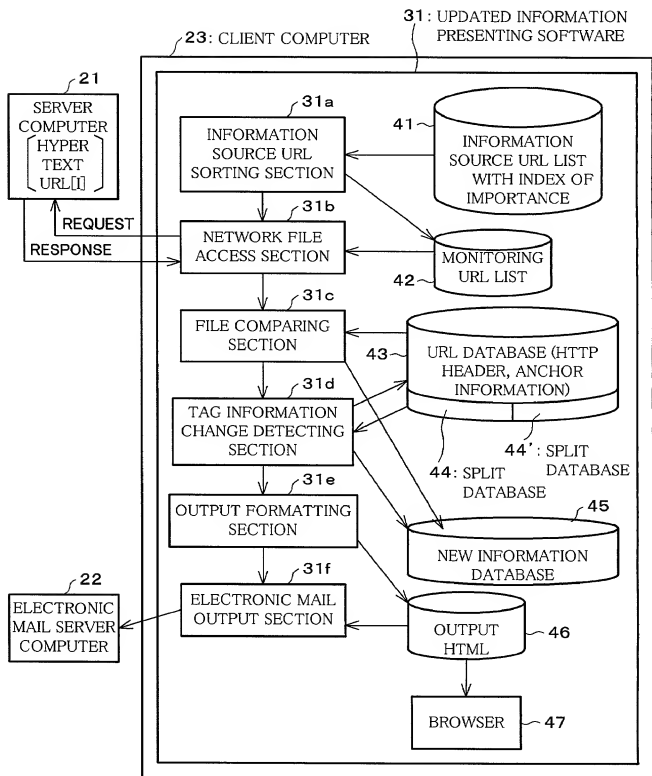 31: UPDATED INFORMATION
PRESENTING SOFTWARE
23: CLIENT COMPUTER
21
SERVER
COMPUTER
HYPER
TEXT
URL[I]
REQUEST
RESPONSE
31a
INFORMATION
SOURCE URL
SORTING SECTION
41
INFORMATION
SOURCE URL LIST
WITH INDEX OF
IMPORTANCE
31b
NETWORK FILE
ACCESS SECTION
MONITORING
URL LIST
42
31c
FILE COMPARING
SECTION
43
URL DATABASE (HTTP
HEADER, ANCHOR
INFORMATION)
31d
TAG INFORMATION
CHANGE DETECTING
SECTION
44': SPLIT
DATABASE
44: SPLIT
DATABASE
31e
OUTPUT FORMATTING
SECTION
45
NEW INFORMATION
DATABASE
22
ELECTRONIC
MAIL SERVER
COMPUTER
31f
ELECTRONIC MAIL
OUTPUT SECTION
OUTPUT
HTML
46
BROWSER
47